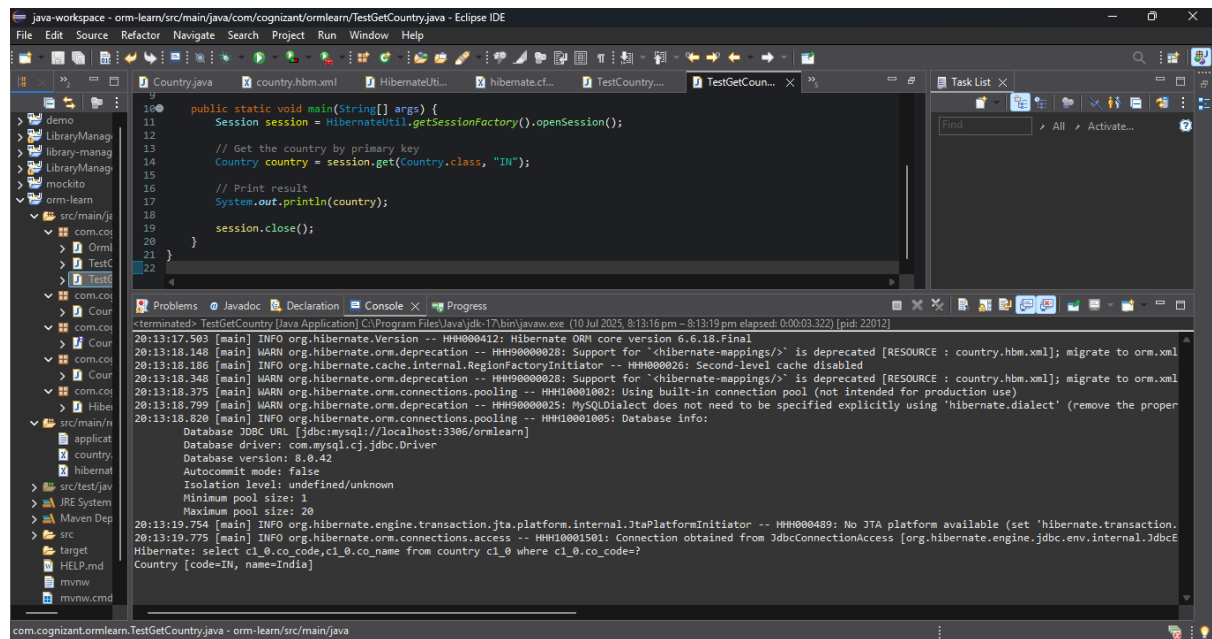 java-workspace - orm-learn/src/main/java/com/cognizant/ormlearn/TestGetCountry.java - Eclipse IDE
File Edit Source Refactor Navigate Search Project Run Window Help
Country.java country.hbm.xml HibernateUti... hibernate.cf... TestCountry.... TestGetCoun... »5
Task List
Find All Activate...
demo
LibraryManag
library-manag
LibraryManag
mockito
orm-learn
src/main/ja
com.cog
Orml
TestC
TestG
com.cog
Cour
com.cog
Cour
com.cog
Cour
com.cog
Hiber
src/main/re
applicat
country.
hibernat
src/test/jav
JRE System
Maven Dep
src
target
HELP.md
mvnw
mvnw.cmd
9
10 public static void main(String[] args) {
11 Session session = HibernateUtil.getSessionFactory().openSession();
12
13 // Get the country by primary key
14 Country country = session.get(Country.class, "IN");
15
16 // Print result
17 System.out.println(country);
18
19 session.close();
20 }
21 }
22
Problems Javadoc Declaration Console Progress
<terminated> TestGetCountry [Java Application] C:\Program Files\Java\jdk-17\bin\javaw.exe (10 Jul 2025, 8:13:16 pm – 8:13:19 pm elapsed: 0:00:03.322) [pid: 22012]
20:13:17.503 [main] INFO org.hibernate.Version -- HHH000412: Hibernate ORM core version 6.6.18.Final
20:13:18.148 [main] WARN org.hibernate.orm.deprecation -- HHH90000028: Support for `<hibernate-mappings/>` is deprecated [RESOURCE : country.hbm.xml]; migrate to orm.xml
20:13:18.186 [main] INFO org.hibernate.cache.internal.RegionFactoryInitiator -- HHH000026: Second-level cache disabled
20:13:18.348 [main] WARN org.hibernate.orm.deprecation -- HHH90000028: Support for `<hibernate-mappings/>` is deprecated [RESOURCE : country.hbm.xml]; migrate to orm.xml
20:13:18.375 [main] WARN org.hibernate.orm.connections.pooling -- HHH10001002: Using built-in connection pool (not intended for production use)
20:13:18.799 [main] WARN org.hibernate.orm.deprecation -- HHH90000025: MySQLDialect does not need to be specified explicitly using 'hibernate.dialect' (remove the proper
20:13:18.820 [main] INFO org.hibernate.orm.connections.pooling -- HHH10001005: Database info:
Database JDBC URL [jdbc:mysql://localhost:3306/ormlearn]
Database driver: com.mysql.cj.jdbc.Driver
Database version: 8.0.42
Autocommit mode: false
Isolation level: undefined/unknown
Minimum pool size: 1
Maximum pool size: 20
20:13:19.754 [main] INFO org.hibernate.engine.transaction.jta.platform.internal.JtaPlatformInitiator -- HHH000489: No JTA platform available (set 'hibernate.transaction.
20:13:19.775 [main] INFO org.hibernate.orm.connections.access -- HHH10001501: Connection obtained from JdbcConnectionAccess [org.hibernate.engine.jdbc.env.internal.JdbcE
Hibernate: select c1_0.co_code,c1_0.co_name from country c1_0 where c1_0.co_code=?
Country [code=IN, name=India]
com.cognizant.ormlearn.TestGetCountry.java - orm-learn/src/main/java